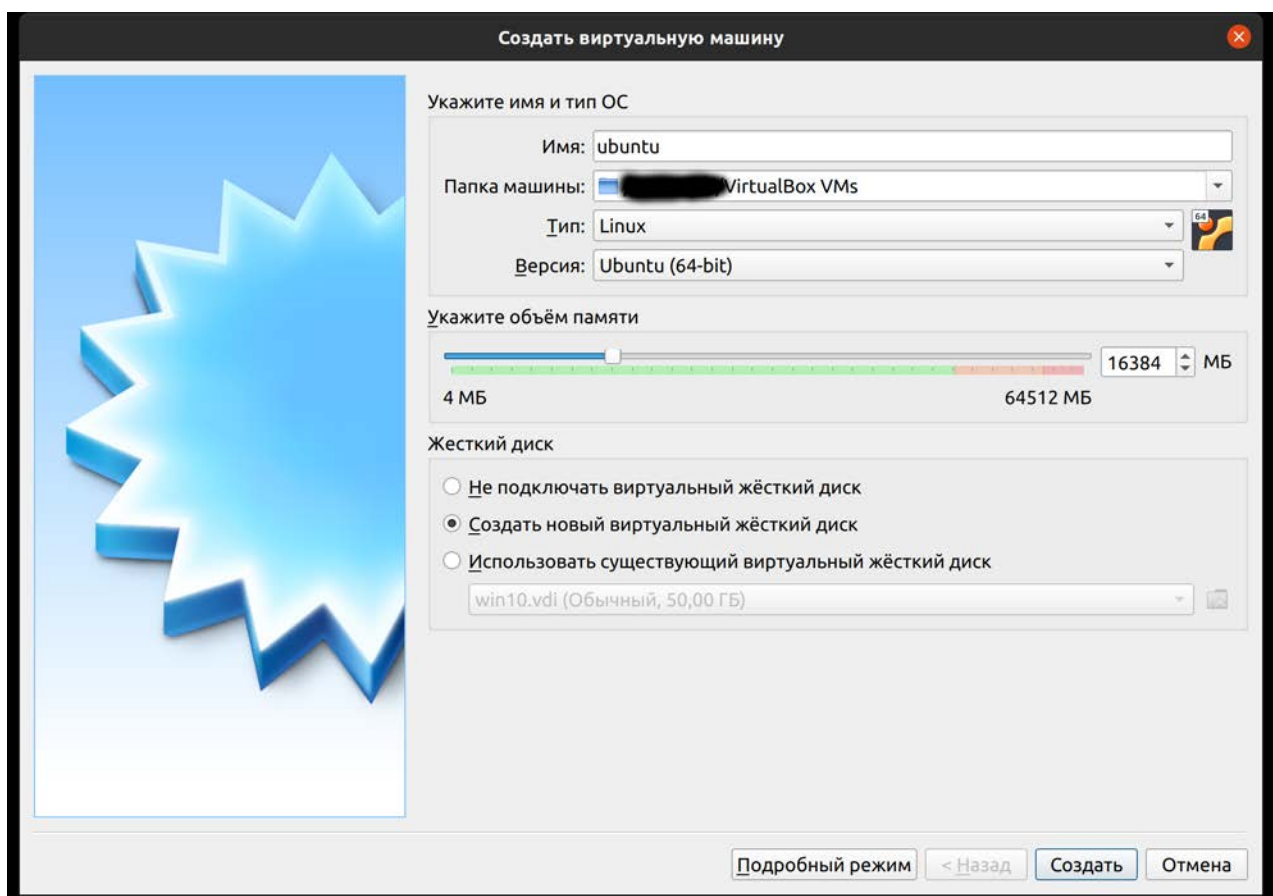 Создать виртуальную машину
Укажите имя и тип ОС
Имя: ubuntu
Папка машины: VirtualBox VMs
Тип: Linux
64
Версия: Ubuntu (64-bit)
Укажите объём памяти
16384 МБ
4 МБ 64512 МБ
Жесткий диск
Не подключать виртуальный жёсткий диск
Создать новый виртуальный жёсткий диск
Использовать существующий виртуальный жёсткий диск
win10.vdi (Обычный, 50,00 ГБ)
Подробный режим < Назад Создать Отмена